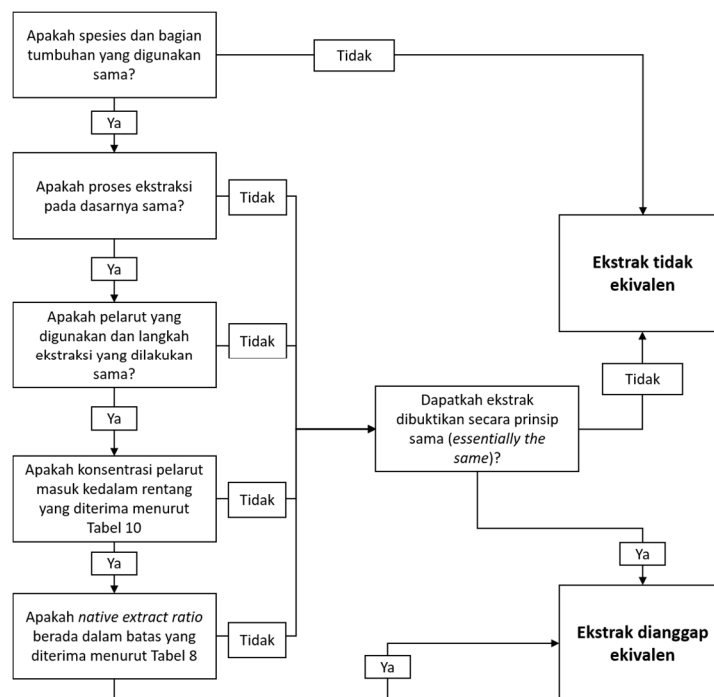 Apakah spesies dan bagian
tumbuhan yang digunakan
sama?
Tidak
Ya
Apakah proses ekstraksi
pada dasarnya sama?
Tidak
Ekstrak tidak
ekivalen
Ya
Apakah pelarut yang
digunakan dan langkah
ekstraksi yang dilakukan
sama?
Tidak
Tidak
Dapatkah ekstrak
dibuktikan secara prinsip
sama (essentially the
same)?
Ya
Apakah konsentrasi pelarut
masuk kedalam rentang
yang diterima menurut
Tabel 10
Tidak
Ya
Ya
Apakah native extract ratio
berada dalam batas yang
diterima menurut Tabel 8
Tidak
Ekstrak dianggap
ekivalen
Ya